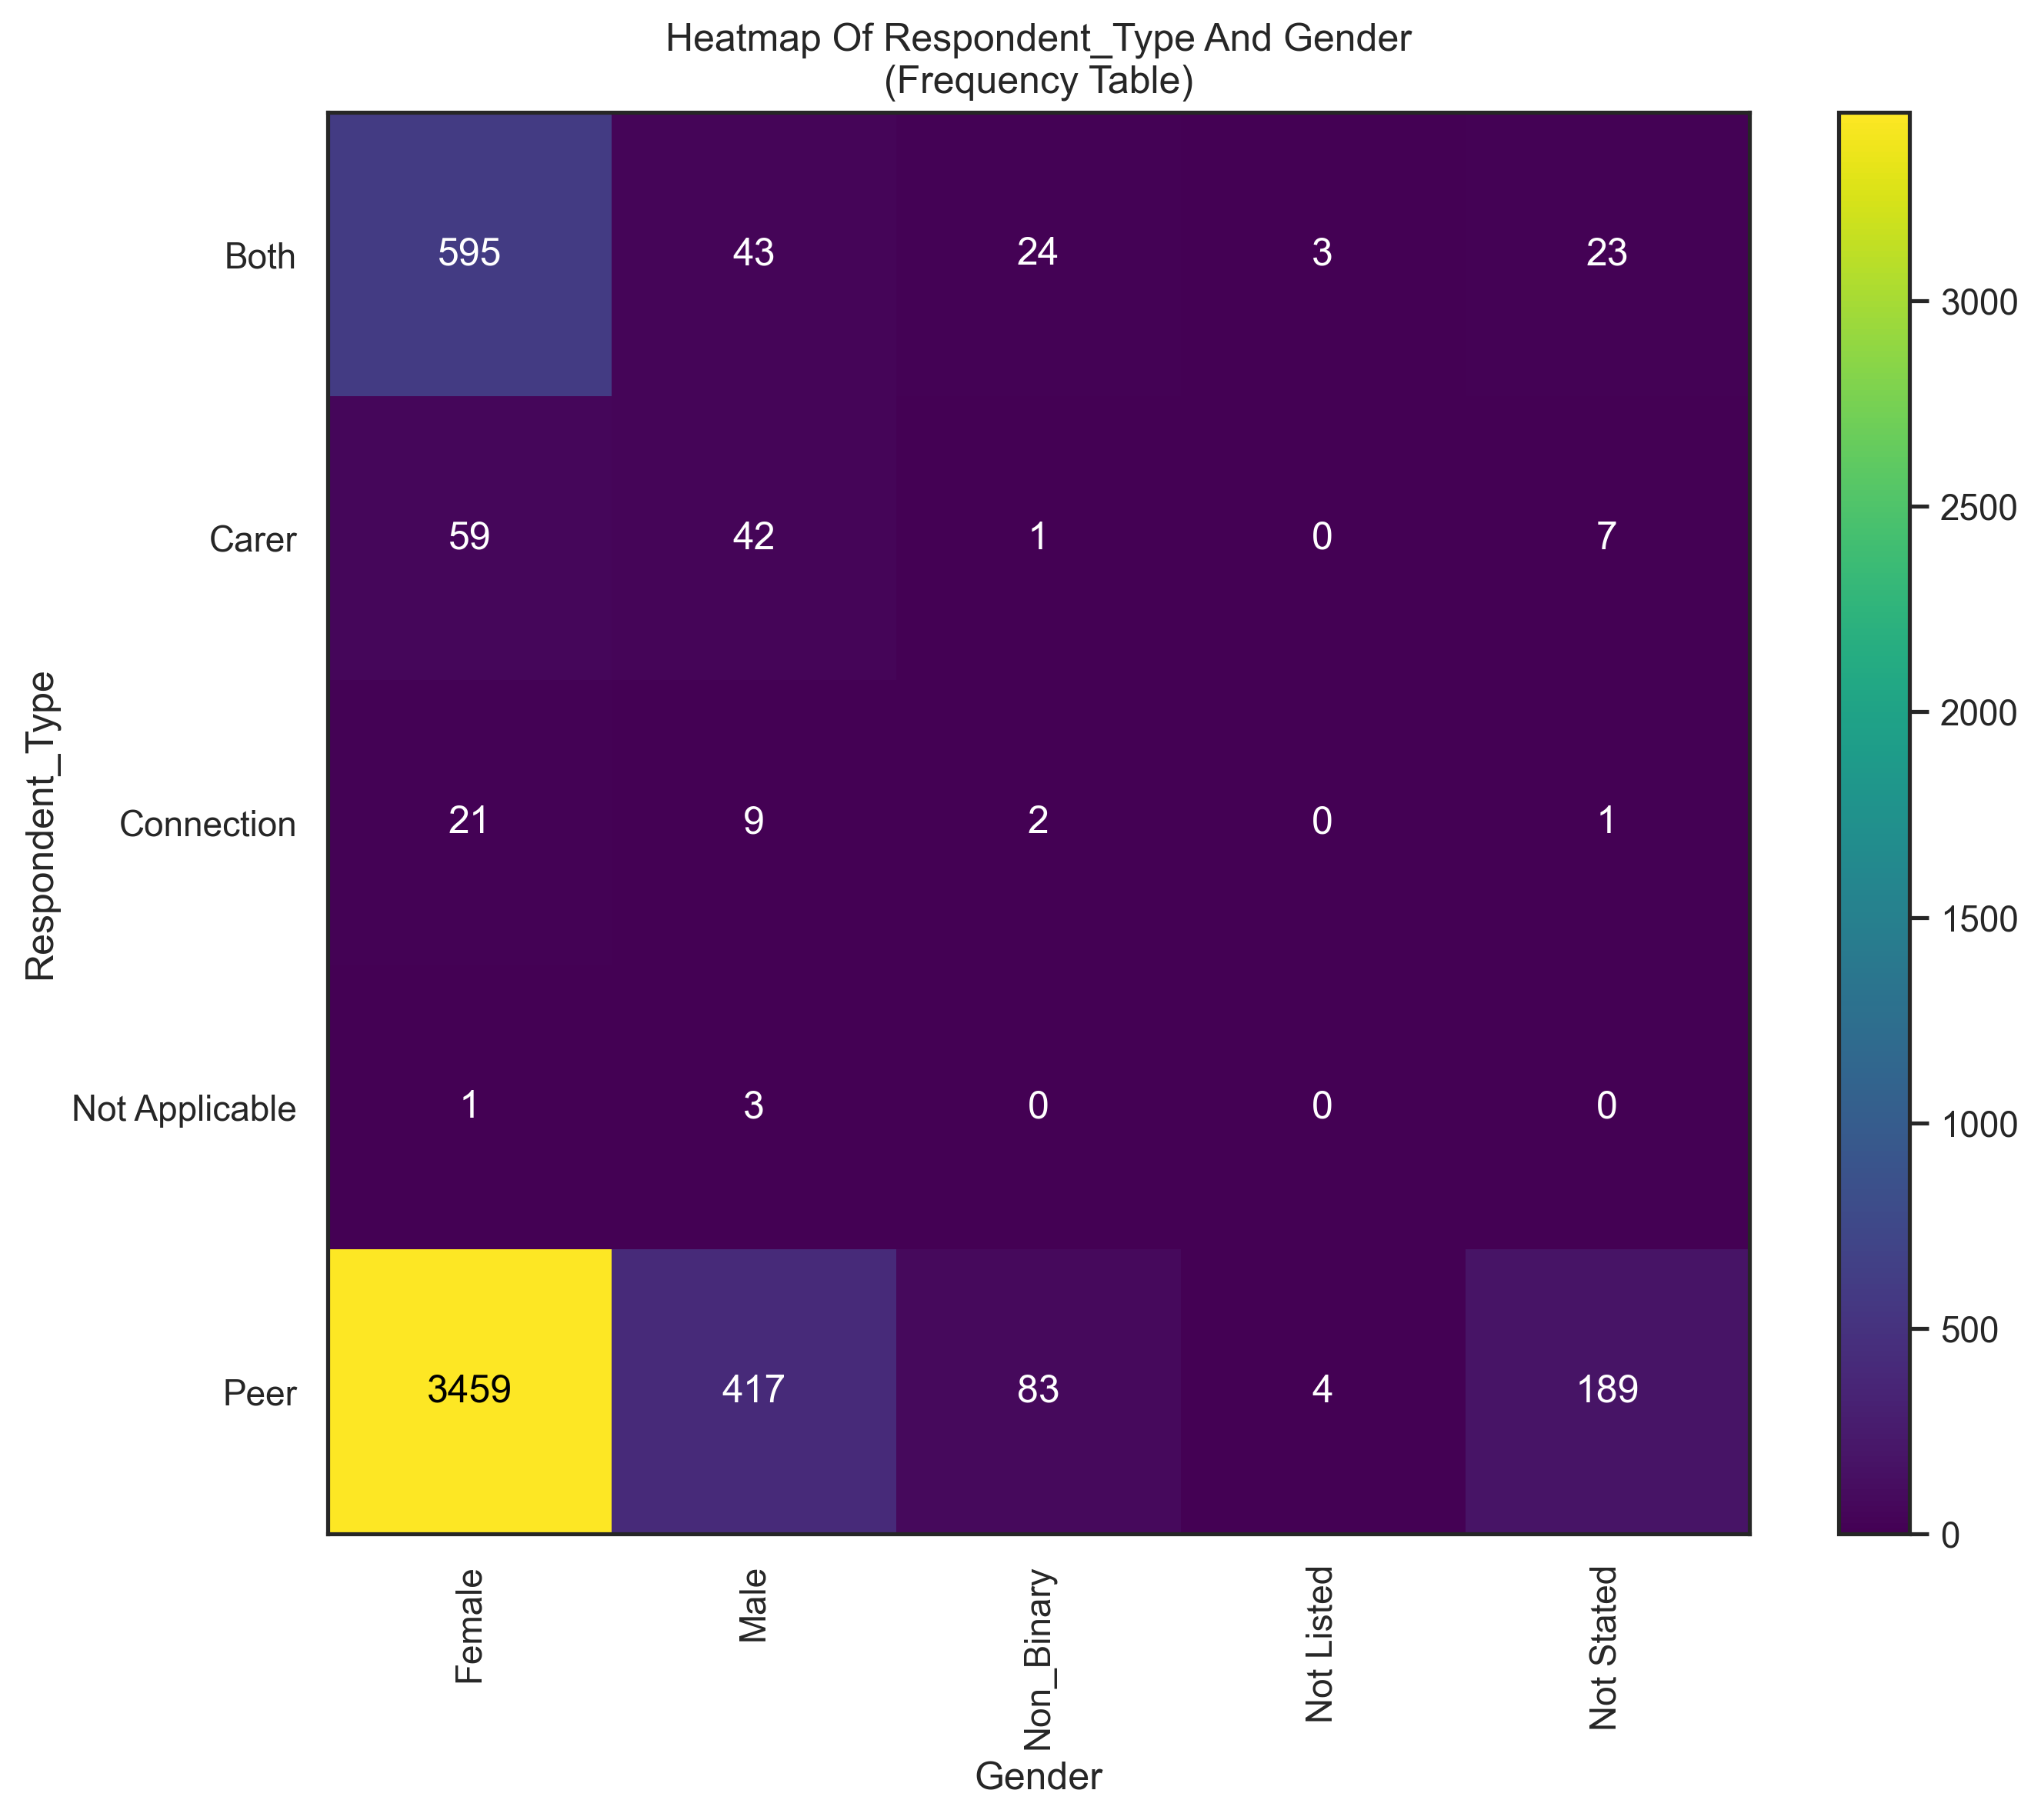 Heatmap Of Respondent_Type And Gender
(Frequency Table)
Respondent_Type
Both 595 43 24 3 23
Carer 59 42 1 0 7
Connection 21 9 2 0 1
Not Applicable 1 3 0 0 0
Peer 3459 417 83 4 189
Female Male Non_Binary Not Listed Not Stated
Gender
3000
2500
2000
1500
1000
500
0